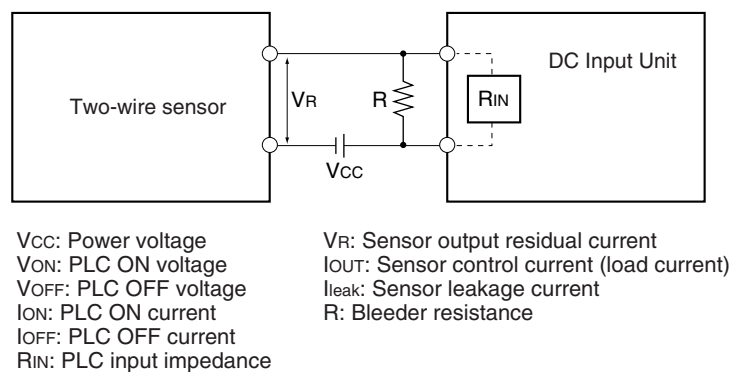 Two-wire sensor
VR
R
VCC
DC Input Unit
RIN
VCC: Power voltage
VON: PLC ON voltage
VOFF: PLC OFF voltage
ION: PLC ON current
IOFF: PLC OFF current
RIN: PLC input impedance
VR: Sensor output residual current
IOUT: Sensor control current (load current)
Ileak: Sensor leakage current
R: Bleeder resistance